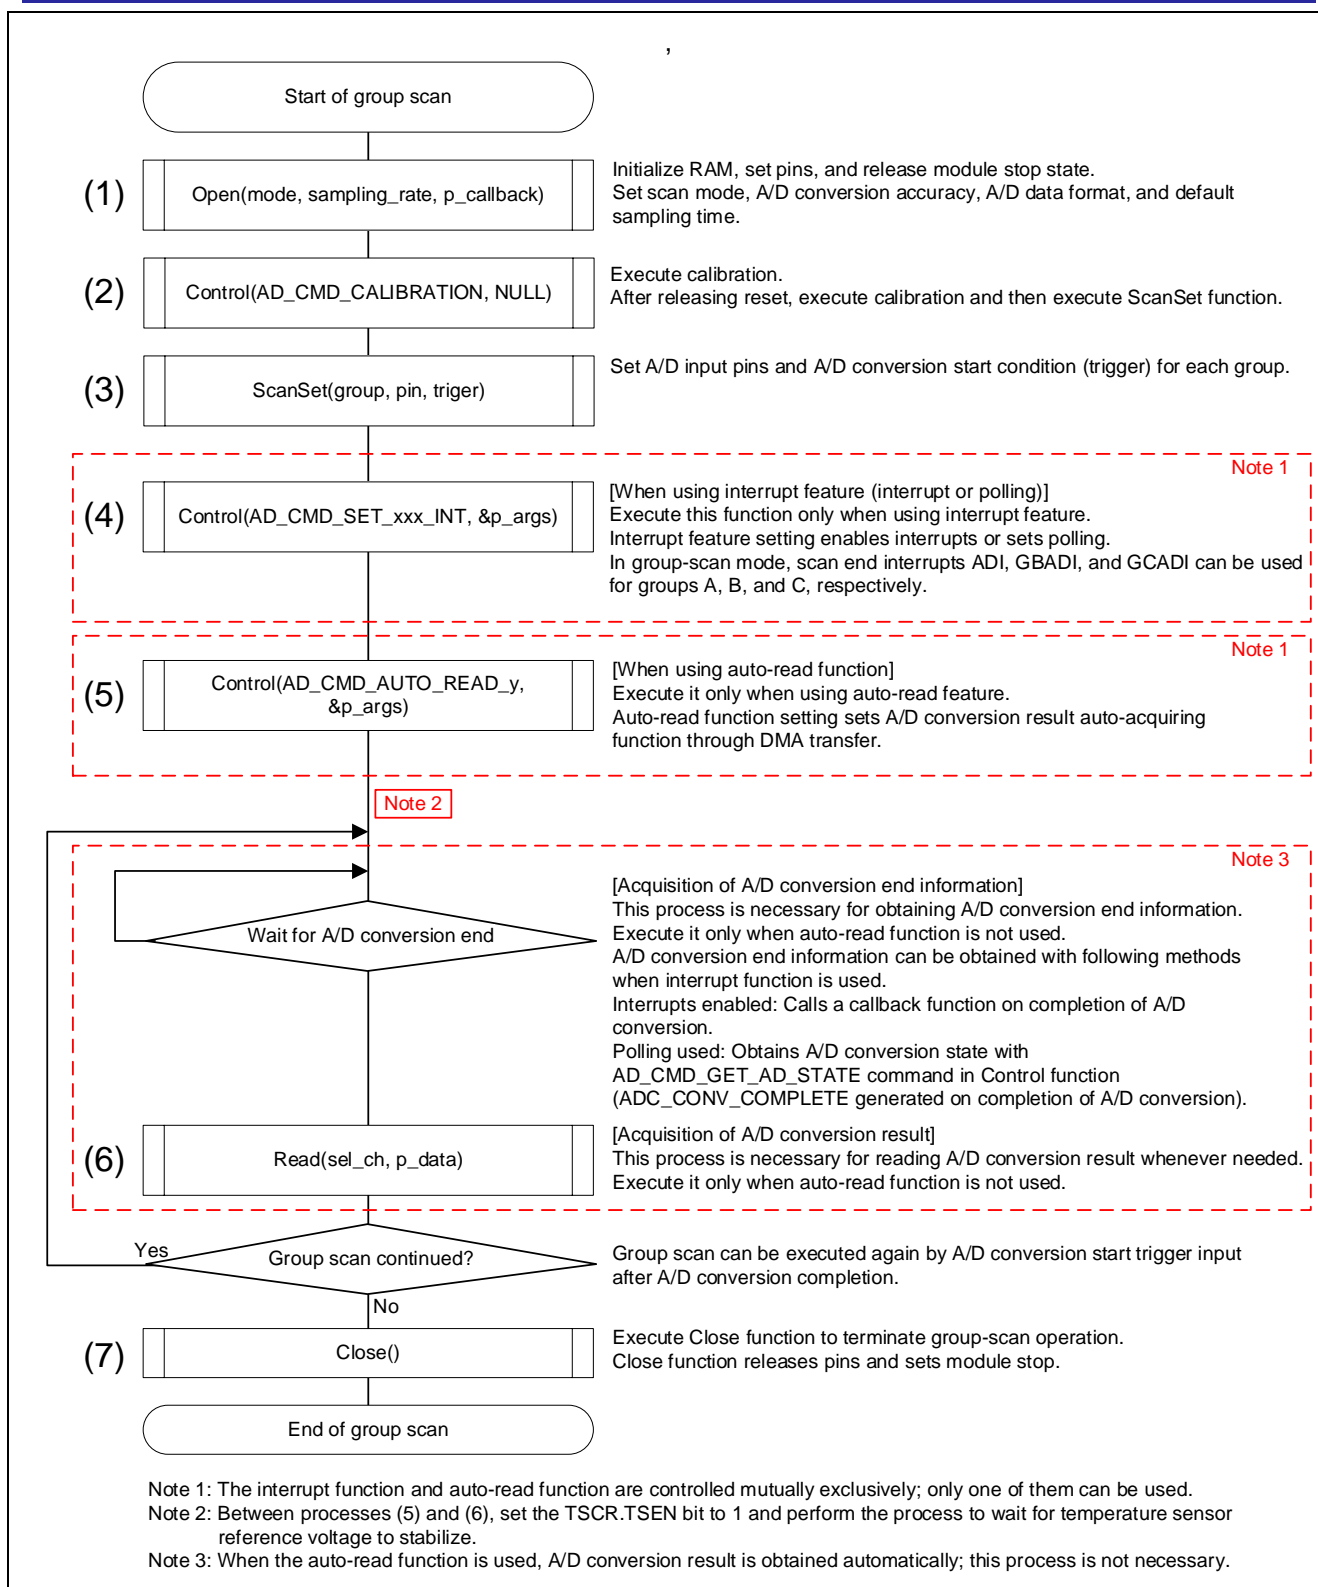 ,
Start of group scan
(1)
Open(mode, sampling_rate, p_callback)
Initialize RAM, set pins, and release module stop state.
Set scan mode, A/D conversion accuracy, A/D data format, and default
sampling time.
(2)
Control(AD_CMD_CALIBRATION, NULL)
Execute calibration.
After releasing reset, execute calibration and then execute ScanSet function.
(3)
ScanSet(group, pin, triger)
Set A/D input pins and A/D conversion start condition (trigger) for each group.
Note 1
(4)
Control(AD_CMD_SET_xxx_INT, &p_args)
[When using interrupt feature (interrupt or polling)]
Execute this function only when using interrupt feature.
Interrupt feature setting enables interrupts or sets polling.
In group-scan mode, scan end interrupts ADI, GBADI, and GCADI can be used
for groups A, B, and C, respectively.
Note 1
(5)
Control(AD_CMD_AUTO_READ_y,
&p_args)
[When using auto-read function]
Execute it only when using auto-read feature.
Auto-read function setting sets A/D conversion result auto-acquiring
function through DMA transfer.
Note 2
Note 3
Wait for A/D conversion end
[Acquisition of A/D conversion end information]
This process is necessary for obtaining A/D conversion end information.
Execute it only when auto-read function is not used.
A/D conversion end information can be obtained with following methods
when interrupt function is used.
Interrupts enabled: Calls a callback function on completion of A/D
conversion.
Polling used: Obtains A/D conversion state with
AD_CMD_GET_AD_STATE command in Control function
(ADC_CONV_COMPLETE generated on completion of A/D conversion).
(6)
Read(sel_ch, p_data)
[Acquisition of A/D conversion result]
This process is necessary for reading A/D conversion result whenever needed.
Execute it only when auto-read function is not used.
Yes
Group scan continued?
Group scan can be executed again by A/D conversion start trigger input
after A/D conversion completion.
No
(7)
Close()
Execute Close function to terminate group-scan operation.
Close function releases pins and sets module stop.
End of group scan
Note 1: The interrupt function and auto-read function are controlled mutually exclusively; only one of them can be used.
Note 2: Between processes (5) and (6), set the TSCR.TSEN bit to 1 and perform the process to wait for temperature sensor
reference voltage to stabilize.
Note 3: When the auto-read function is used, A/D conversion result is obtained automatically; this process is not necessary.